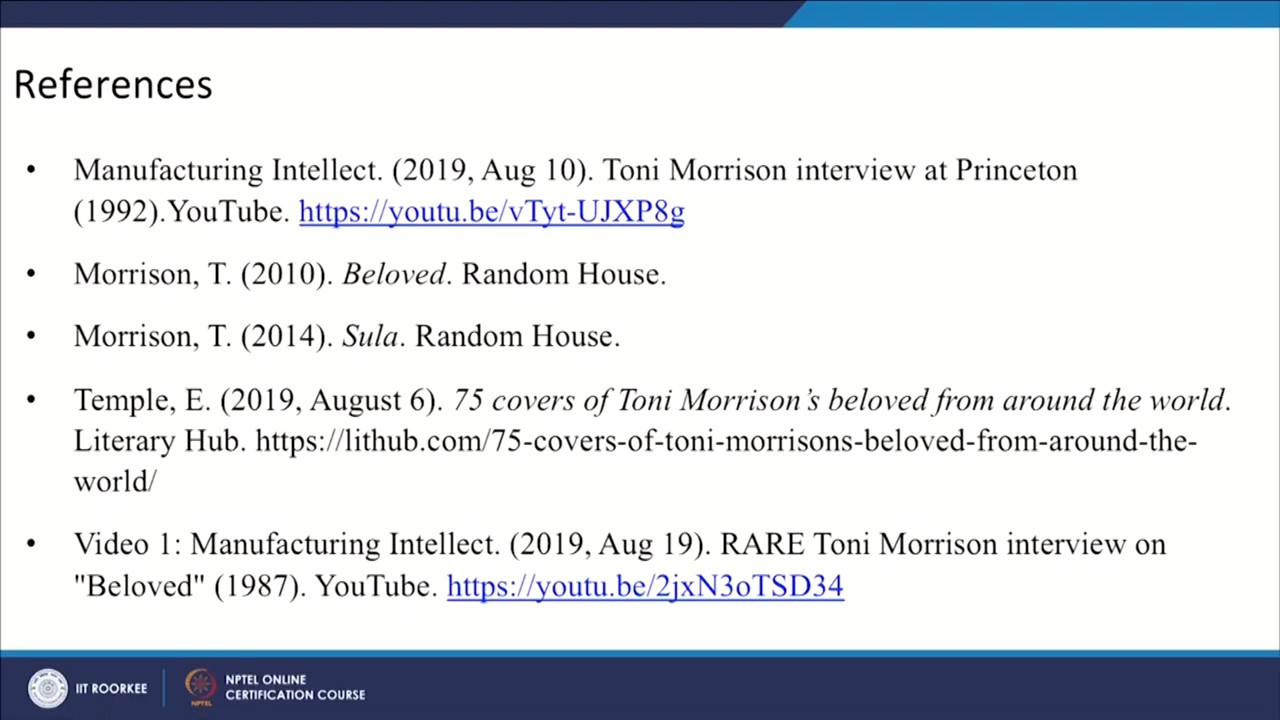 References
• Manufacturing Intellect. (2019, Aug 10). Toni Morrison interview at Princeton
(1992).YouTube. https://youtu.be/vTyt-UJXP8g
• Morrison, T. (2010). Beloved. Random House.
• Morrison, T. (2014). Sula. Random House.
• Temple, E. (2019, August 6). 75 covers of Toni Morrison’s beloved from around the world.
Literary Hub. https://lithub.com/75-covers-of-toni-morrisons-beloved-from-around-the-
world/
• Video 1: Manufacturing Intellect. (2019, Aug 19). RARE Toni Morrison interview on
"Beloved" (1987). YouTube. https://youtu.be/2jxN3oTSD34
IIT ROORKEE
NPTEL
NPTEL ONLINE
CERTIFICATION COURSE